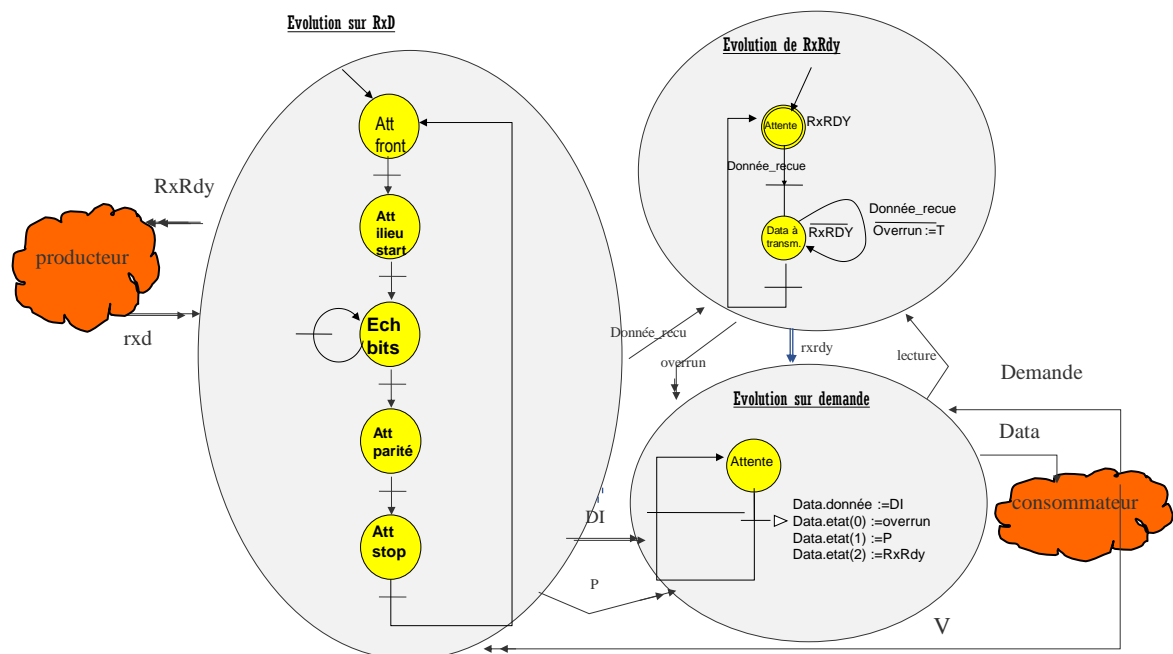 Evolution sur RxD
Evolution de RxRdy
Att
front
Attente
RxRDY
Donnée_recue
RxRdy
Att
ilieu
start
Data à
transm.
RxRDY
Donnée_recue
Overrun :=T
producteur
rxd
Ech
bits
Donnée_recu
overrun
rxrdy
lecture
Demande
Evolution sur demande
Data
Att
parité
Attente
consommateur
Data.donnée :=DI
Data.etat(0) :=overrun
Data.etat(1) :=P
Data.etat(2) :=RxRdy
DI
Att
stop
P
V